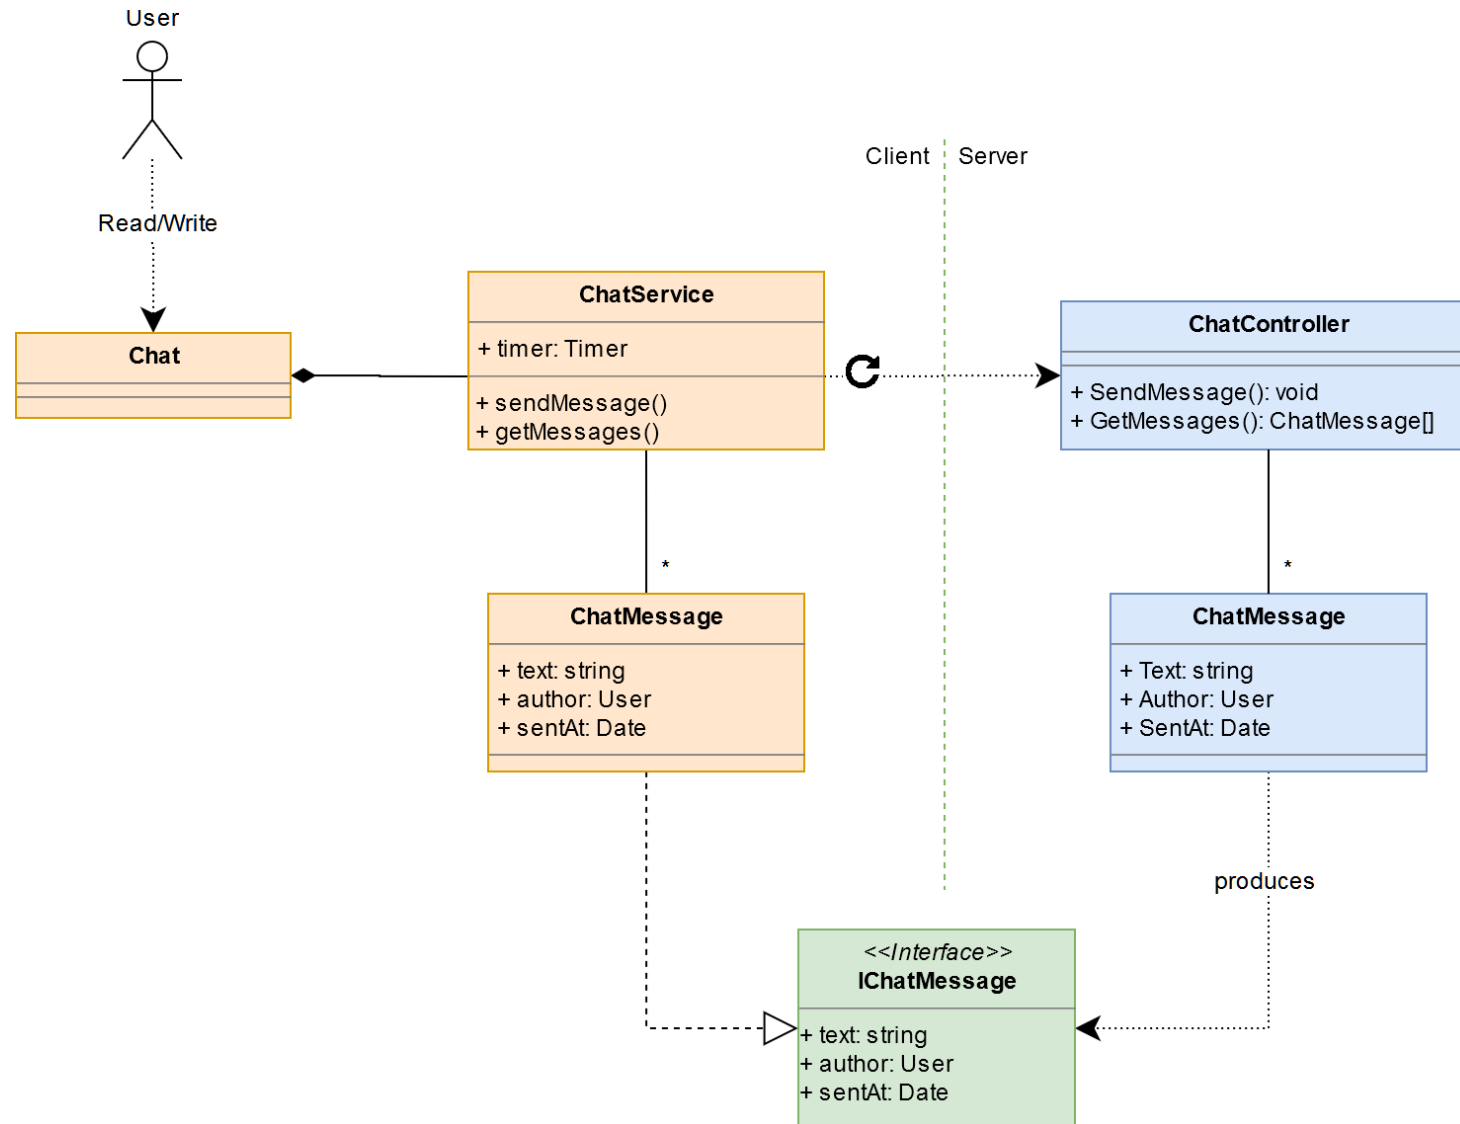 User
Client
Server
Read/Write
ChatService
ChatController
+ timer: Timer
Chat
+ sendMessage()
+ getMessages()
+ SendMessage(): void
+ GetMessages(): ChatMessage[]
*
*
ChatMessage
+ text: string
+ author: User
+ sentAt: Date
ChatMessage
+ Text: string
+ Author: User
+ SentAt: Date
produces
<<Interface>>
IChatMessage
+ text: string
+ author: User
+ sentAt: Date